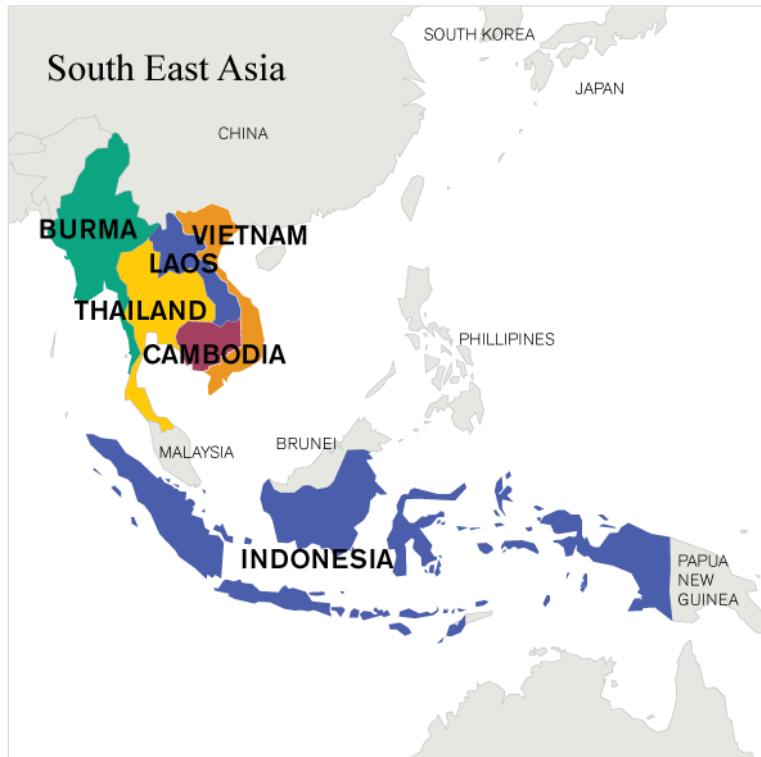 South East Asia
SOUTH KOREA
JAPAN
CHINA
BURMA
VIETNAM
LAOS
THAILAND
PHILLIPINES
CAMBODIA
BRUNEI
MALAYSIA
INDONESIA
PAPUA
NEW
GUINEA